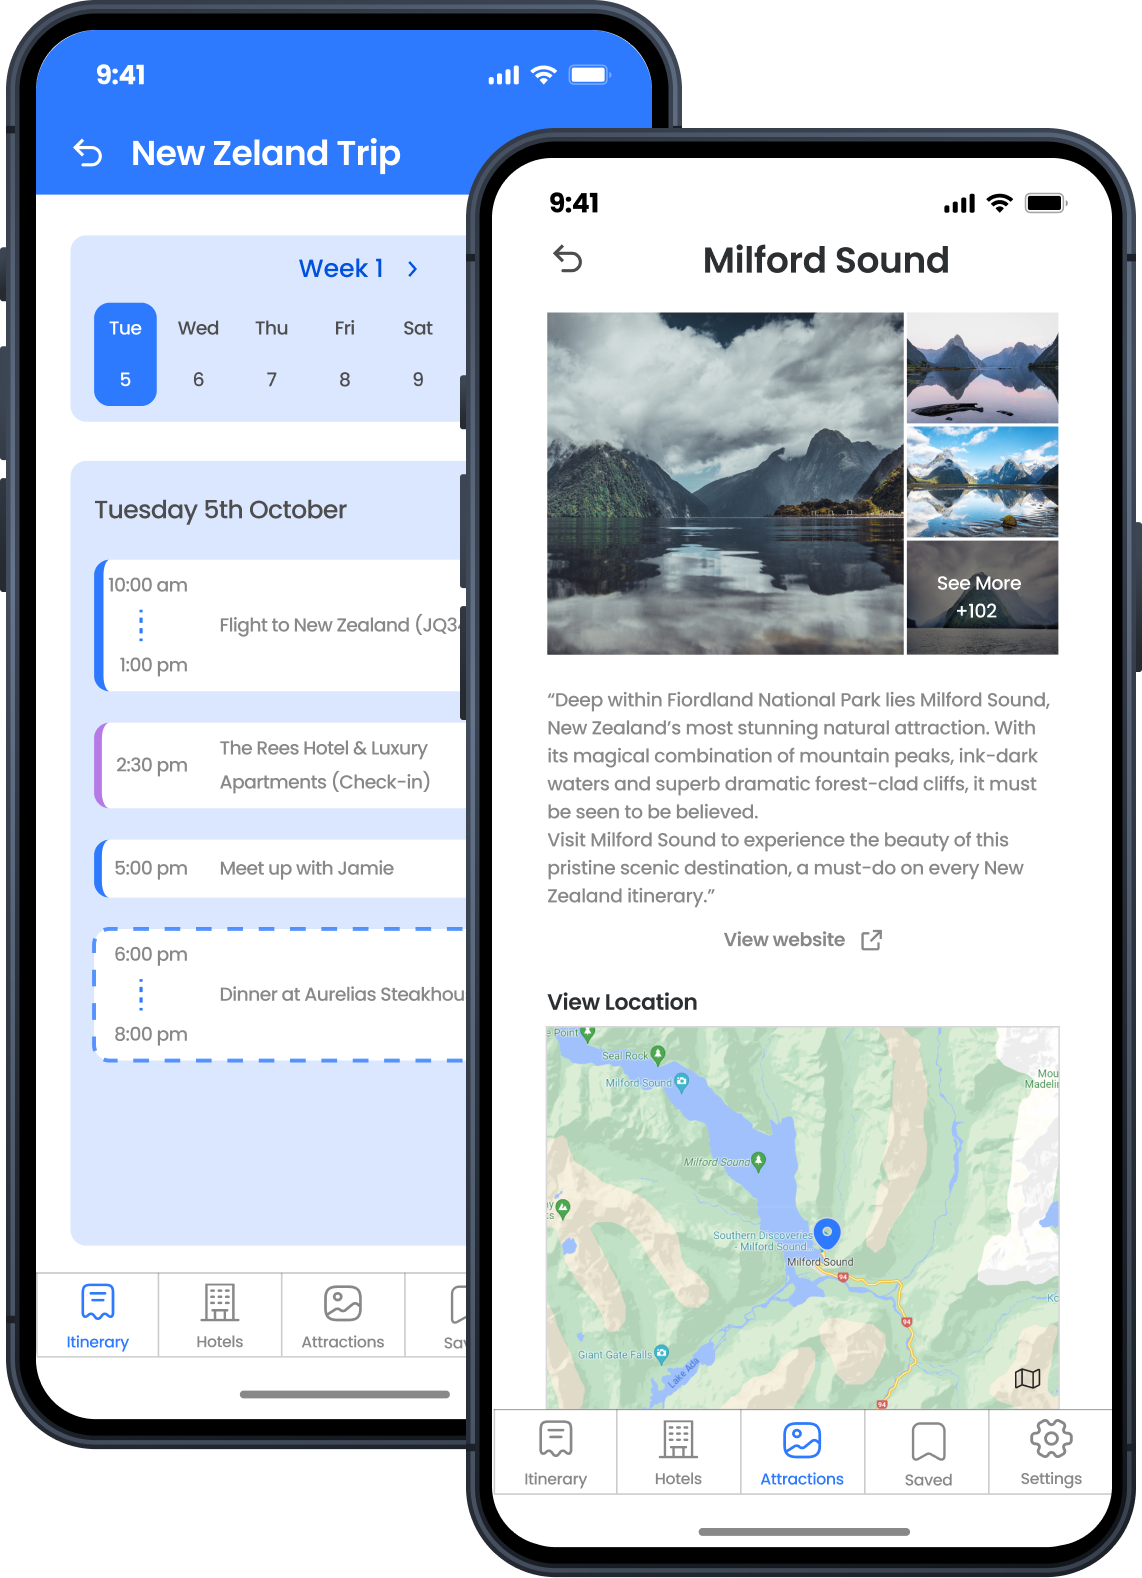 9:41
New Zeland Trip
Week 1
Tue Wed Thu Fri Sat
5 6 7 8 9
Tuesday 5th October
10:00 am
Flight to New Zealand (JQ3
1:00 pm
The Rees Hotel & Luxury
2:30 pm
Apartments (Check-in)
5:00 pm Meet up with Jamie
6:00 pm
Dinner at Aurelias Steakhou
8:00 pm
Itinerary Hotels Attractions Sav
9:41
Milford Sound
See More
+102
“Deep within Fiordland National Park lies Milford Sound,
New Zealand’s most stunning natural attraction. With
its magical combination of mountain peaks, ink-dark
waters and superb dramatic forest-clad cliffs, it must
be seen to be believed.
Visit Milford Sound to experience the beauty of this
pristine scenic destination, a must-do on every New
Zealand itinerary.”
View website
View Location
e Point
Seal Rock
Milford Sound
Mou
Madelin
Milford Sound
ny
ks
Southern Discoveries
- Milford Sound
Milford Sound
94
Kc
94
Giant Gate Falls
Lake Ada
94
Itinerary Hotels Attractions Saved Settings